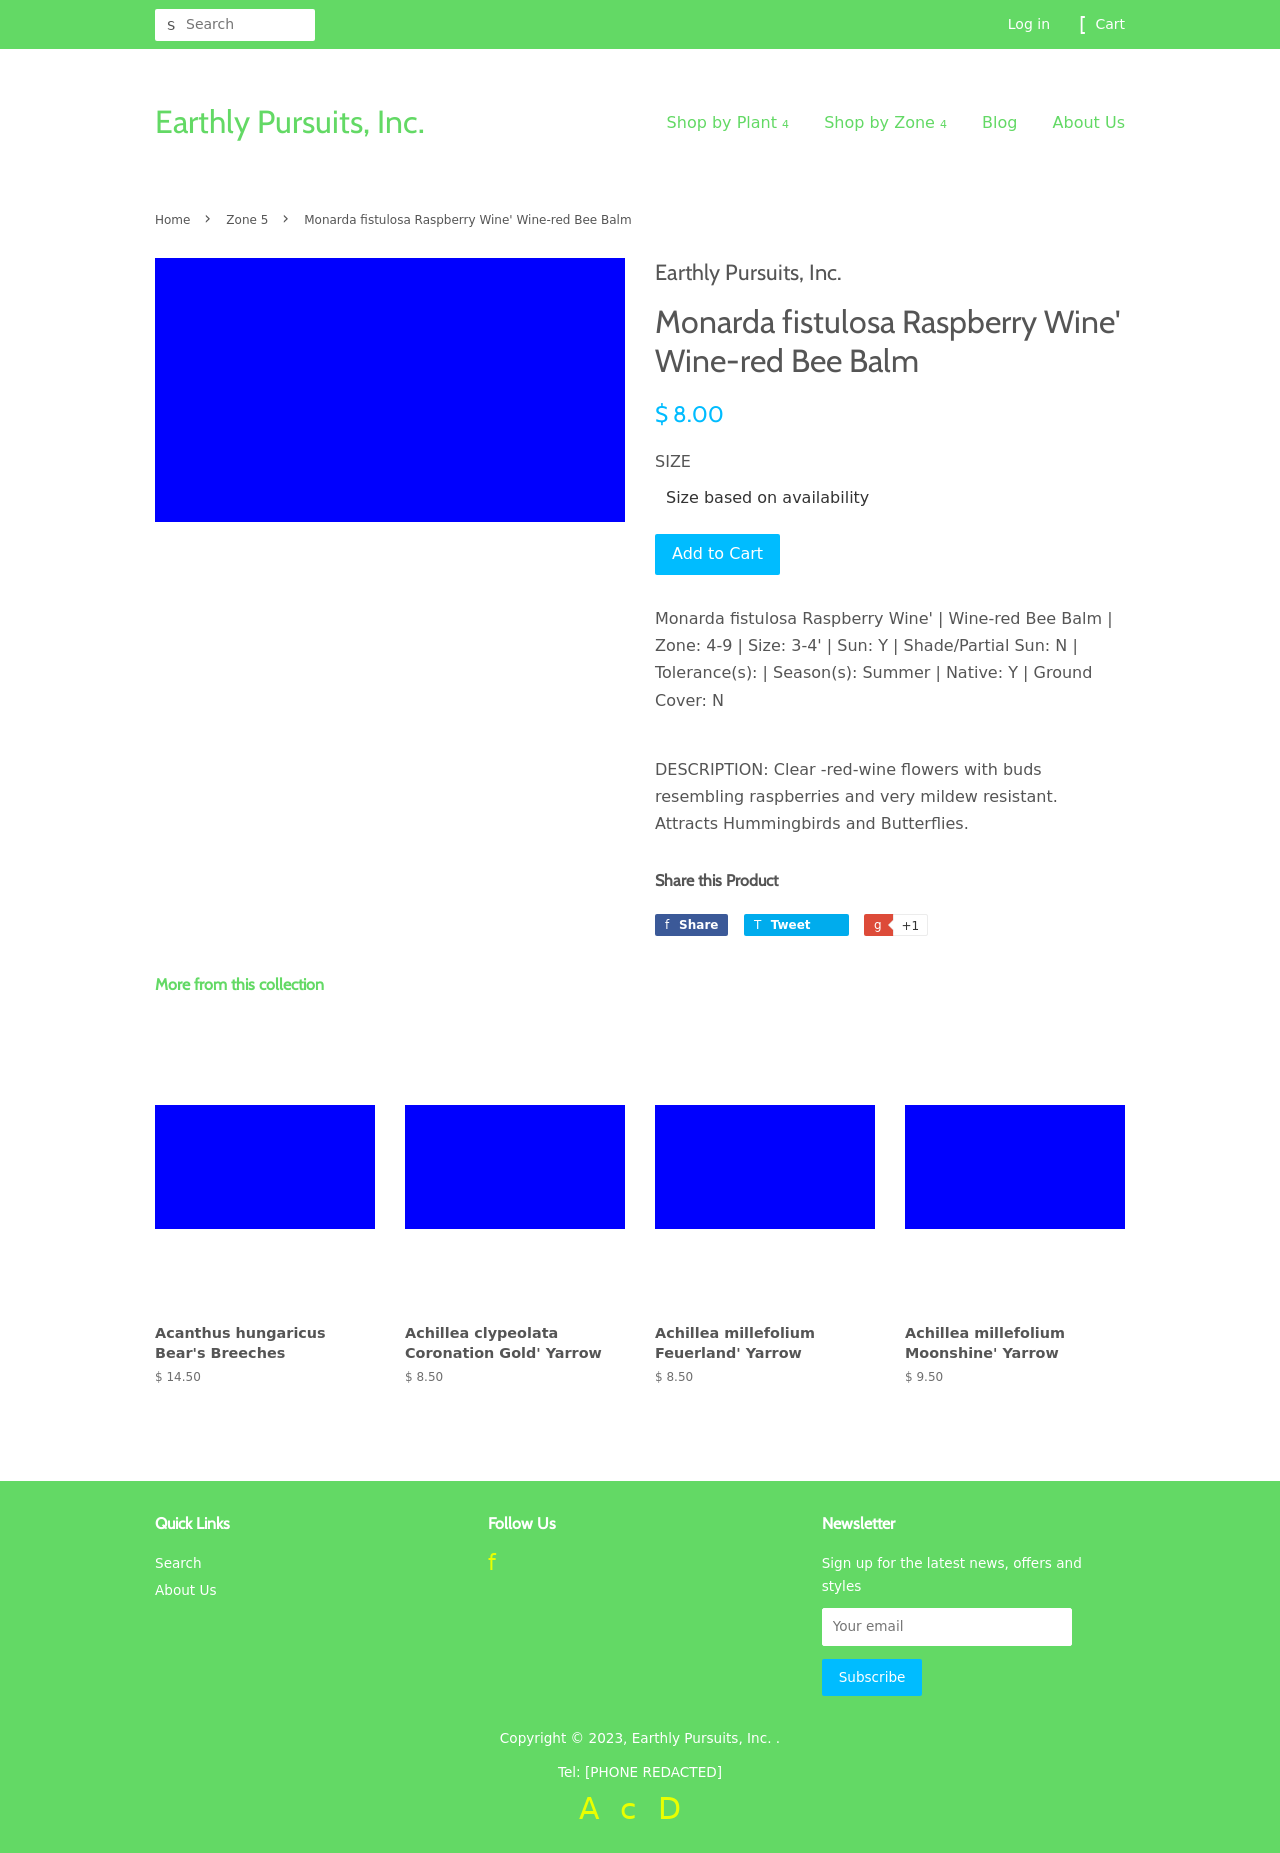 s Search
Log in [ Cart
Earthly Pursuits, Inc.
Shop by Plant 4 Shop by Zone 4 Blog About Us
Home › Zone 5 › Monarda fistulosa Raspberry Wine' Wine-red Bee Balm
Earthly Pursuits, Inc.
Monarda fistulosa Raspberry Wine'
Wine-red Bee Balm
$ 8.00
SIZE
Size based on availability
Add to Cart
Monarda fistulosa Raspberry Wine' | Wine-red Bee Balm |
Zone: 4-9 | Size: 3-4' | Sun: Y | Shade/Partial Sun: N |
Tolerance(s): | Season(s): Summer | Native: Y | Ground
Cover: N
DESCRIPTION: Clear -red-wine flowers with buds
resembling raspberries and very mildew resistant.
Attracts Hummingbirds and Butterflies.
Share this Product
f Share T Tweet g +1
More from this collection
Acanthus hungaricus
Bear's Breeches
$ 14.50
Achillea clypeolata
Coronation Gold' Yarrow
$ 8.50
Achillea millefolium
Feuerland' Yarrow
$ 8.50
Achillea millefolium
Moonshine' Yarrow
$ 9.50
Quick Links
Search
About Us
Follow Us
f
Newsletter
Sign up for the latest news, offers and
styles
Your email
Subscribe
Copyright © 2023, Earthly Pursuits, Inc. .
Tel: [PHONE REDACTED]
A c D